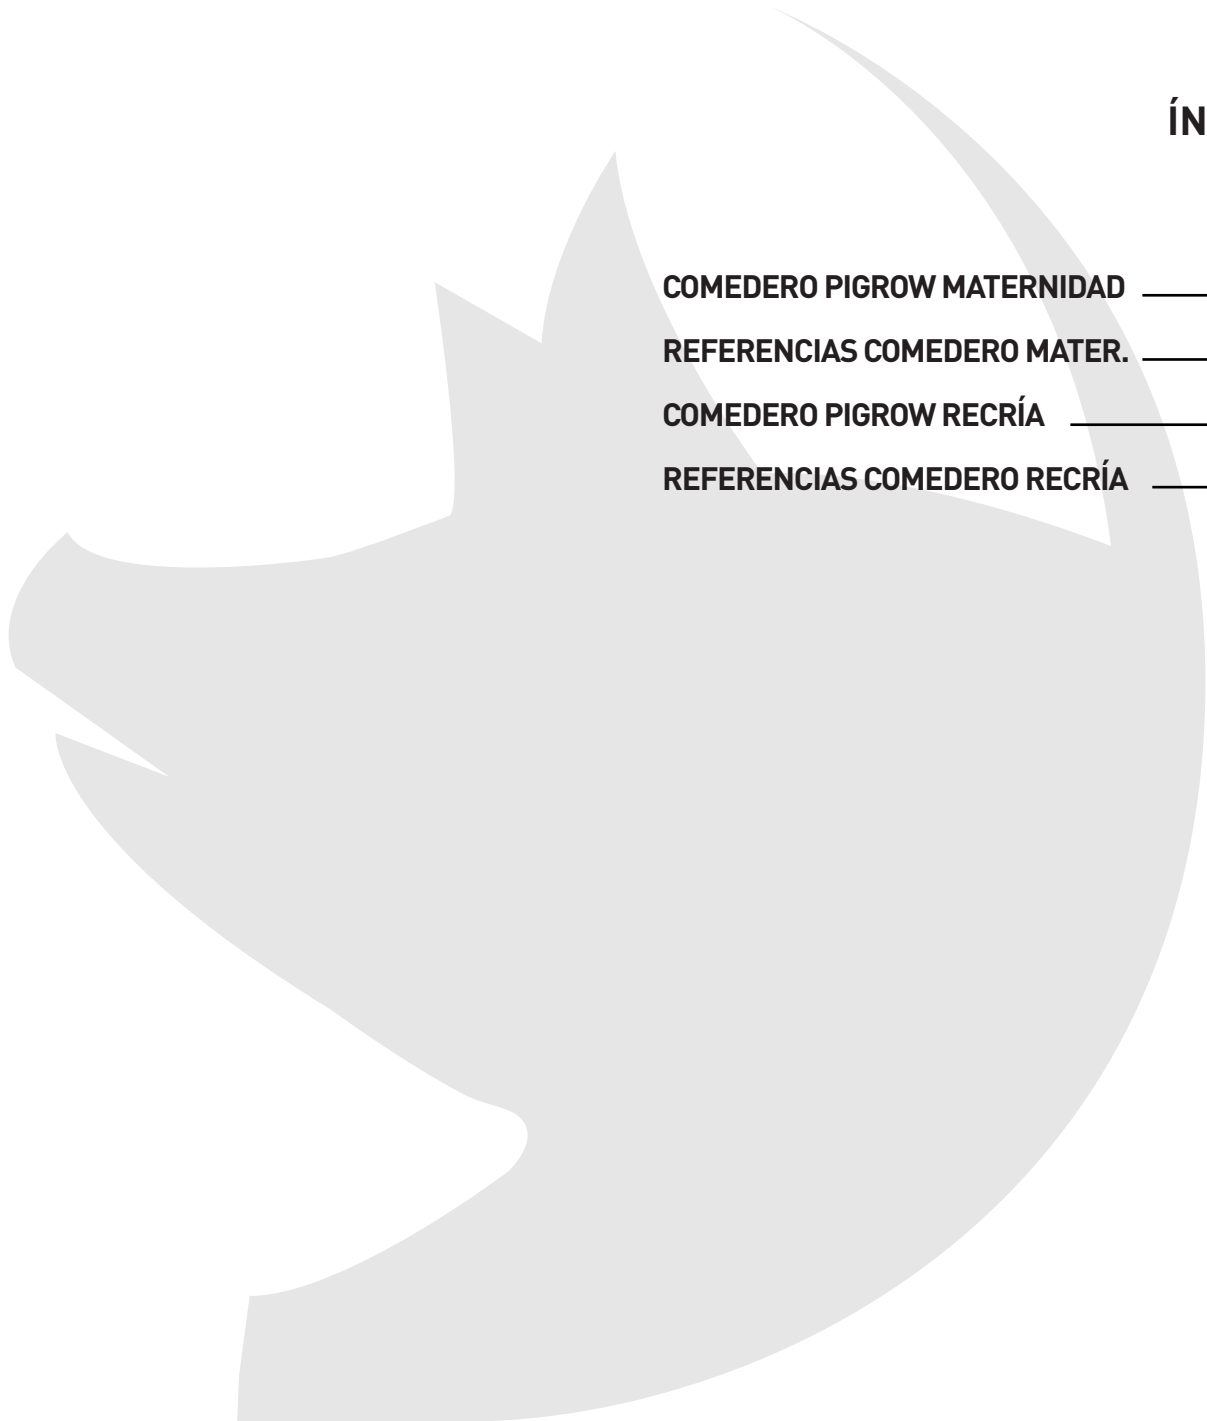 ÍN
COMEDERO PIGROW MATERNIDAD
REFERENCIAS COMEDERO MATER.
COMEDERO PIGROW RECRÍA
REFERENCIAS COMEDERO RECRÍA